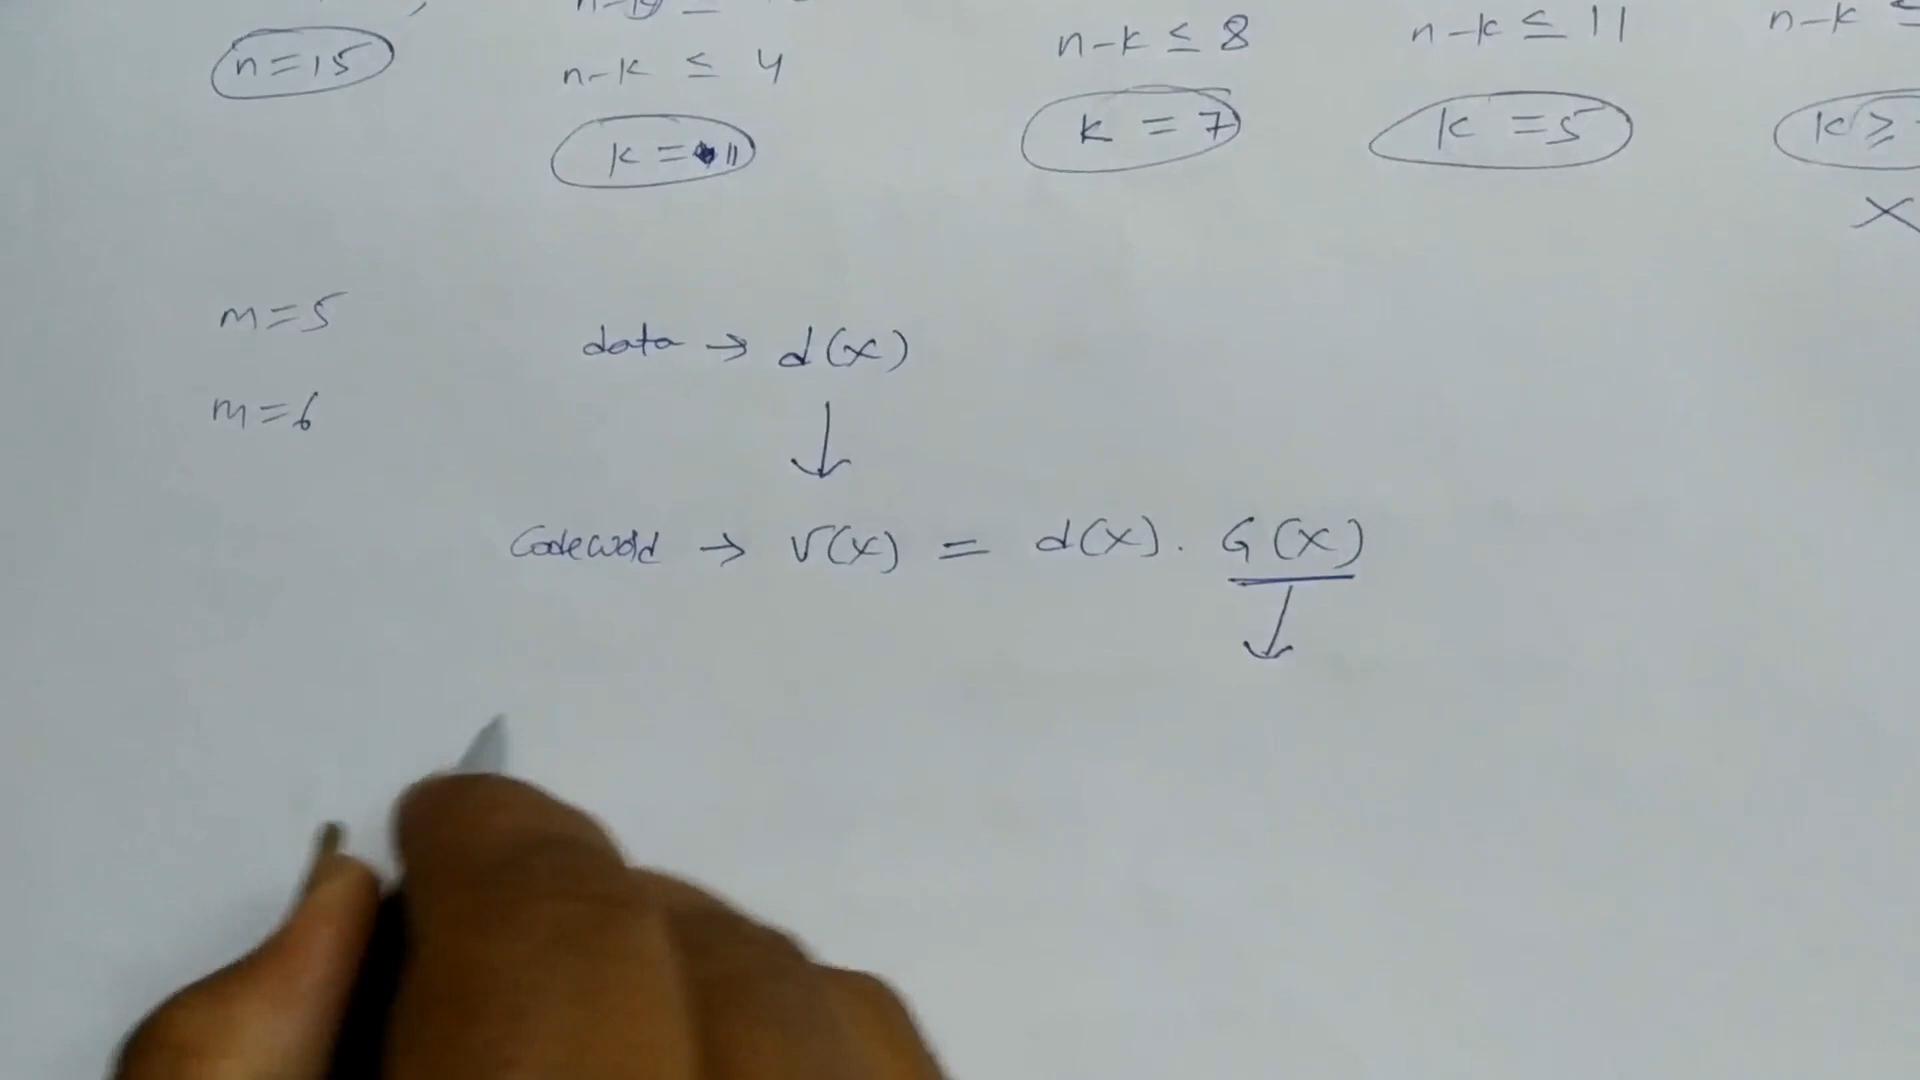 n-k ≤ 8
n-k ≤ 11
n-k ≤
n=15
n-k ≤ 4
k = 11
k = 7
k = 5
k ≥
X
m=5
data → d(x)
m=6
↓
Codeword → V(x) = d(x). G(x)
↓